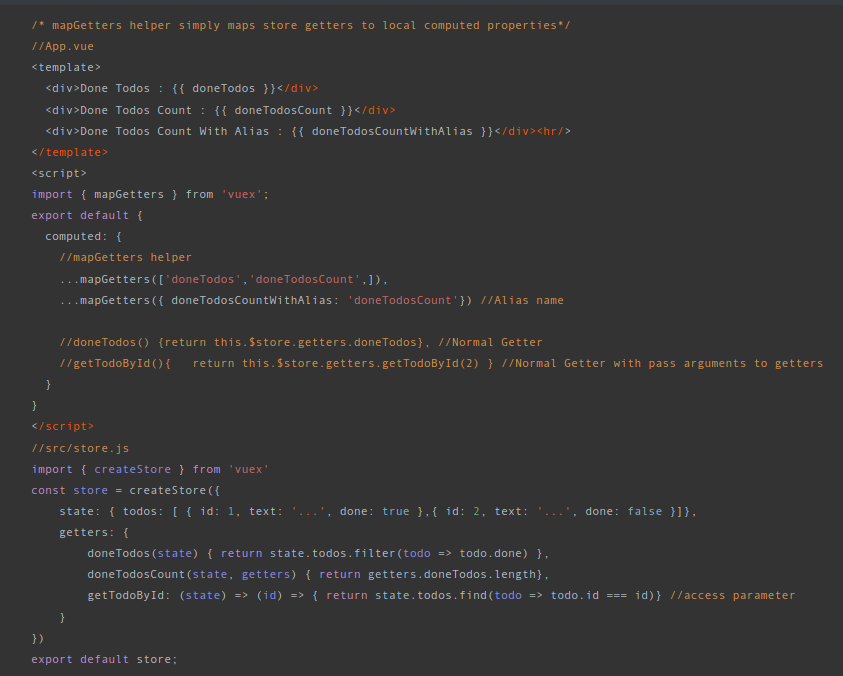 /* mapGetters helper simply maps store getters to local computed properties*/
//App.vue
<template>
  <div>Done Todos : {{ doneTodos }}</div>
  <div>Done Todos Count : {{ doneTodosCount }}</div>
  <div>Done Todos Count With Alias : {{ doneTodosCountWithAlias }}</div><hr/>
</template>
<script>
import { mapGetters } from 'vuex';
export default {
  computed: {
    //mapGetters helper
    ...mapGetters(['doneTodos','doneTodosCount',]),
    ...mapGetters({ doneTodosCountWithAlias: 'doneTodosCount'}) //Alias name

    //doneTodos() {return this.$store.getters.doneTodos}, //Normal Getter
    //getTodoById(){   return this.$store.getters.getTodoById(2) } //Normal Getter with pass arguments to getters
  }
}
</script>
//src/store.js
import { createStore } from 'vuex'
const store = createStore({
    state: { todos: [ { id: 1, text: '...', done: true },{ id: 2, text: '...', done: false }]},
    getters: {
        doneTodos(state) { return state.todos.filter(todo => todo.done) },
        doneTodosCount(state, getters) { return getters.doneTodos.length},
        getTodoById: (state) => (id) => { return state.todos.find(todo => todo.id === id)} //access parameter
    }
})
export default store;